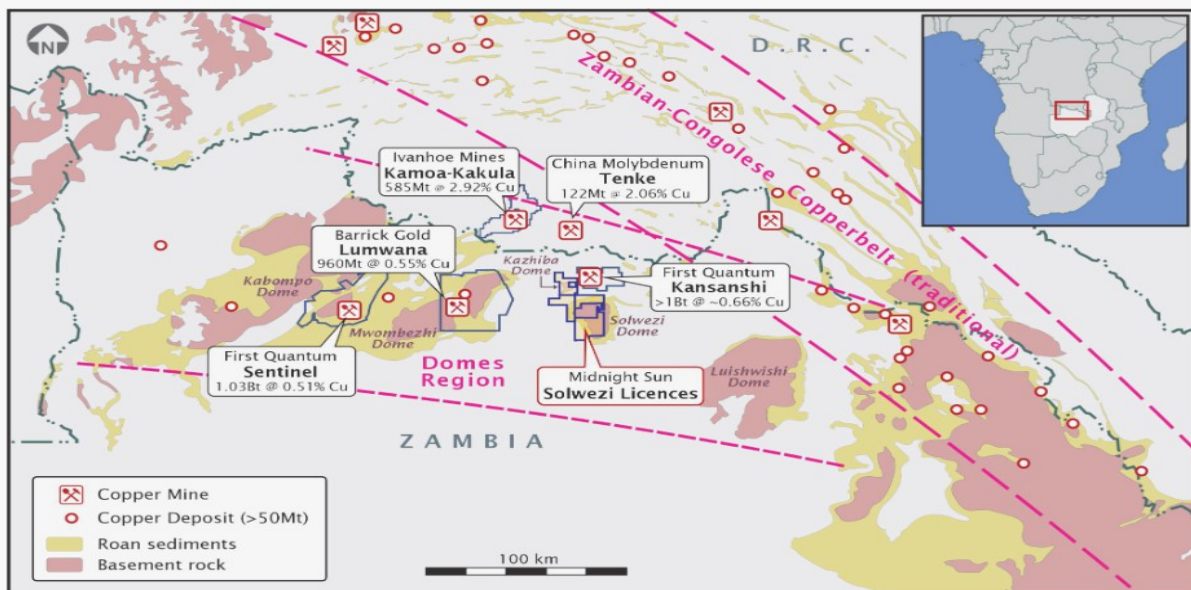 N
D.R.C.
Zambian-Congolese Copperbelt (traditional)
Ivanhoe Mines
Kamoa-Kakula
585Mt @ 2.92% Cu
China Molybdenum
Tenke
122Mt @ 2.06% Cu
Barrick Gold
Lumwana
960Mt @ 0.55% Cu
Kazhiba
Dome
First Quantum
Kansanshi
>1Bt @ ~0.66% Cu
Kabompo
Dome
Mwombezhi
Dome
Solwezi
Dome
First Quantum
Sentinel
1.03Bt @ 0.51% Cu
Domes
Region
Midnight Sun
Solwezi Licences
Luishwishi
Dome
ZAMBIA
Copper Mine
Copper Deposit (>50Mt)
Roan sediments
Basement rock
100 km